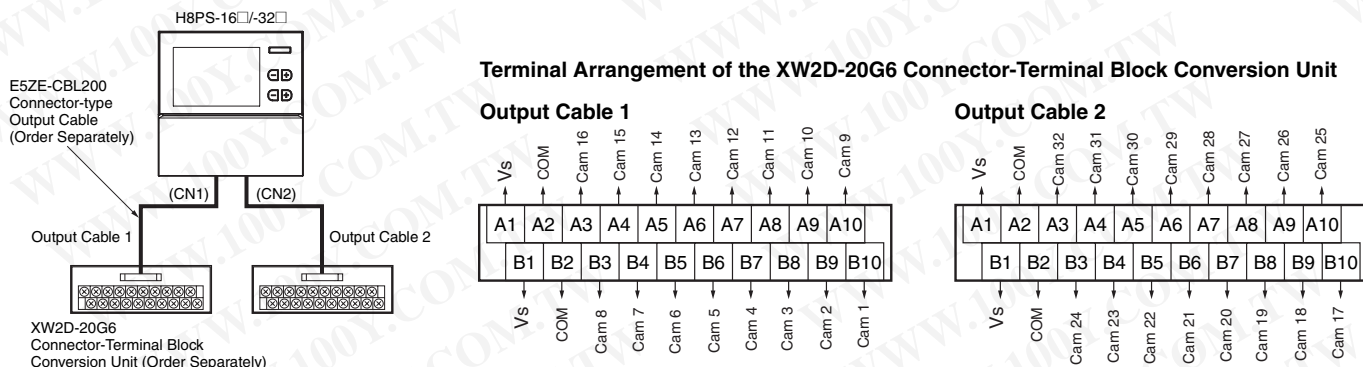 H8PS-16□/-32□
E5ZE-CBL200
Connector-type
Output Cable
(Order Separately)
(CN1)
(CN2)
Output Cable 1
Output Cable 2
XW2D-20G6
Connector-Terminal Block
Conversion Unit (Order Separately)
Terminal Arrangement of the XW2D-20G6 Connector-Terminal Block Conversion Unit
Output Cable 1
Vs COM Cam 16 Cam 15 Cam 14 Cam 13 Cam 12 Cam 11 Cam 10 Cam 9
A1 A2 A3 A4 A5 A6 A7 A8 A9 A10
B1 B2 B3 B4 B5 B6 B7 B8 B9 B10
Vs COM Cam 8 Cam 7 Cam 6 Cam 5 Cam 4 Cam 3 Cam 2 Cam 1
Output Cable 2
Vs COM Cam 32 Cam 31 Cam 30 Cam 29 Cam 28 Cam 27 Cam 26 Cam 25
A1 A2 A3 A4 A5 A6 A7 A8 A9 A10
B1 B2 B3 B4 B5 B6 B7 B8 B9 B10
Vs COM Cam 24 Cam 23 Cam 22 Cam 21 Cam 20 Cam 19 Cam 18 Cam 17
WWW.100Y.COM.TW